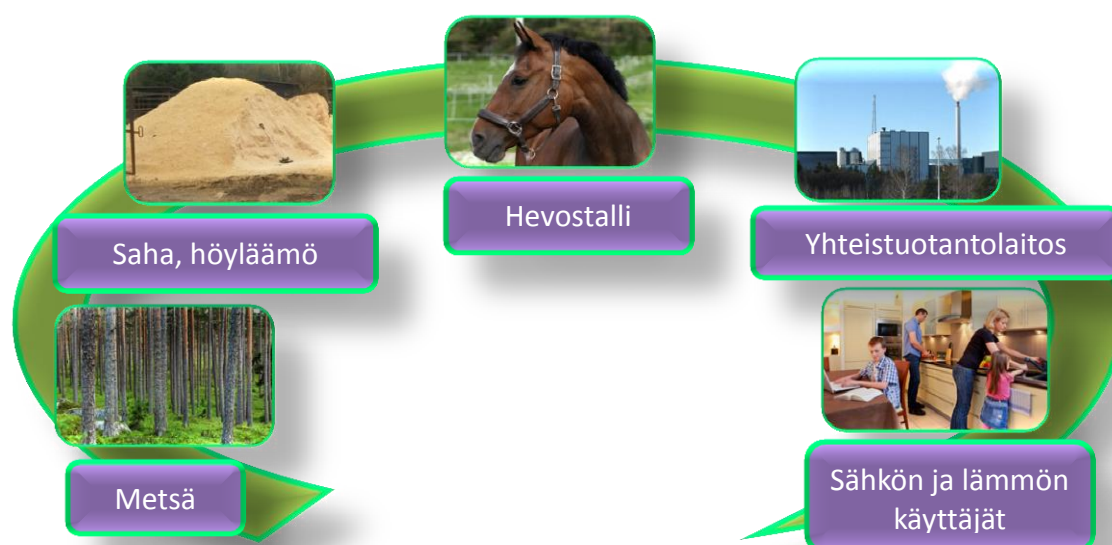 Metsä
Saha, höyläämö
Hevostalli
Yhteistuotantolaitos
Sähkön ja lämmön
käyttäjät